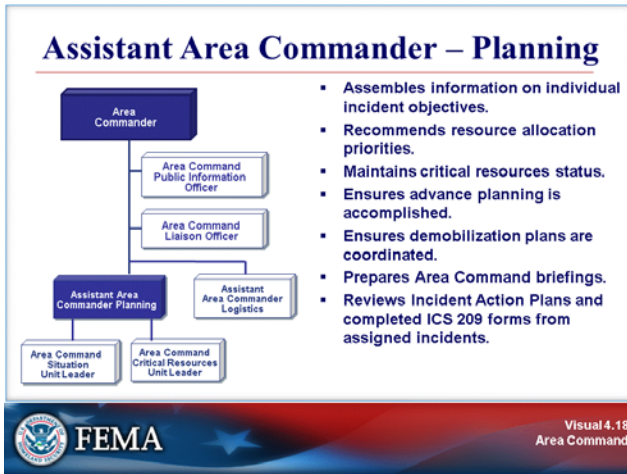 Assistant Area Commander – Planning
Area
Commander
Area Command
Public Information
Officer
Area Command
Liaison Officer
Assistant Area
Commander Planning
Assistant
Area Commander
Logistics
Area Command
Situation
Unit Leader
Area Command
Critical Resources
Unit Leader
▪ Assembles information on individual
incident objectives.
▪ Recommends resource allocation
priorities.
▪ Maintains critical resources status.
▪ Ensures advance planning is
accomplished.
▪ Ensures demobilization plans are
coordinated.
▪ Prepares Area Command briefings.
▪ Reviews Incident Action Plans and
completed ICS 209 forms from
assigned incidents.
FEMA
Visual 4.18
Area Command